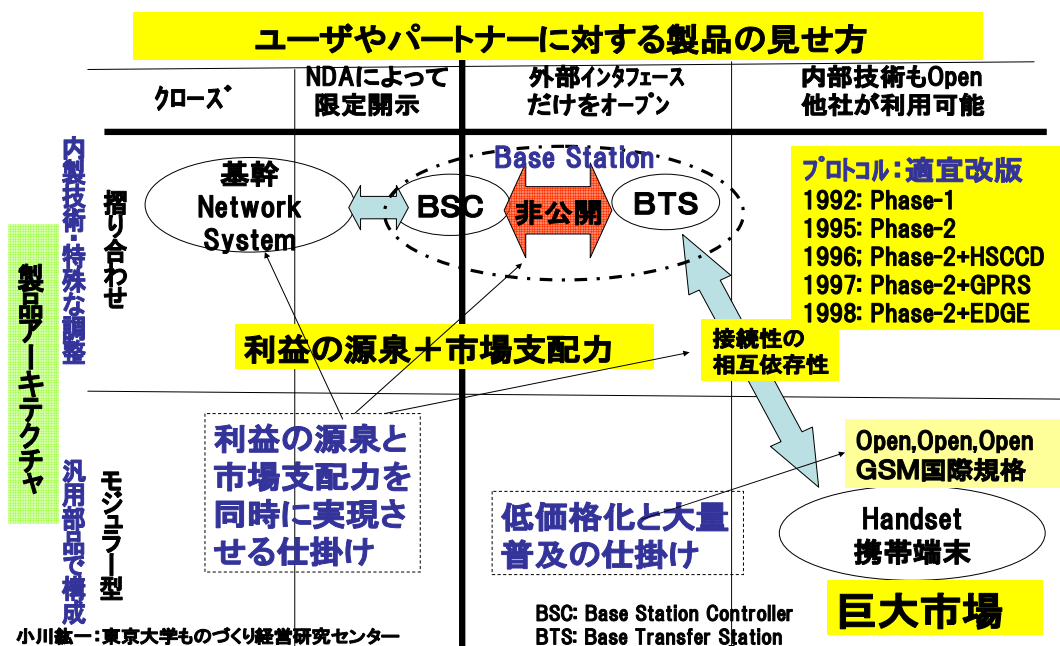 ユーザやパートナーに対する製品の見せ方
クローズﾞ
NDAによって
限定開示
外部インタフェース
だけをオープン
内部技術もOpen
他社が利用可能
製品アーキテクチャ
内製技術・特殊な調整
摺り合わせ
基幹
Network
System
Base Station
BSC
非公開
BTS
プロトコル：適宜改版
1992: Phase-1
1995: Phase-2
1996; Phase-2+HSCCD
1997: Phase-2+GPRS
1998: Phase-2+EDGE
利益の源泉＋市場支配力
接続性の
相互依存性
汎用部品で構成
モジュラー型
利益の源泉と
市場支配力を
同時に実現さ
せる仕掛け
低価格化と大量
普及の仕掛け
Open,Open,Open
GSM国際規格
Handset
携帯端末
巨大市場
BSC: Base Station Controller
BTS: Base Transfer Station
小川紘一：東京大学ものづくり経営研究センター